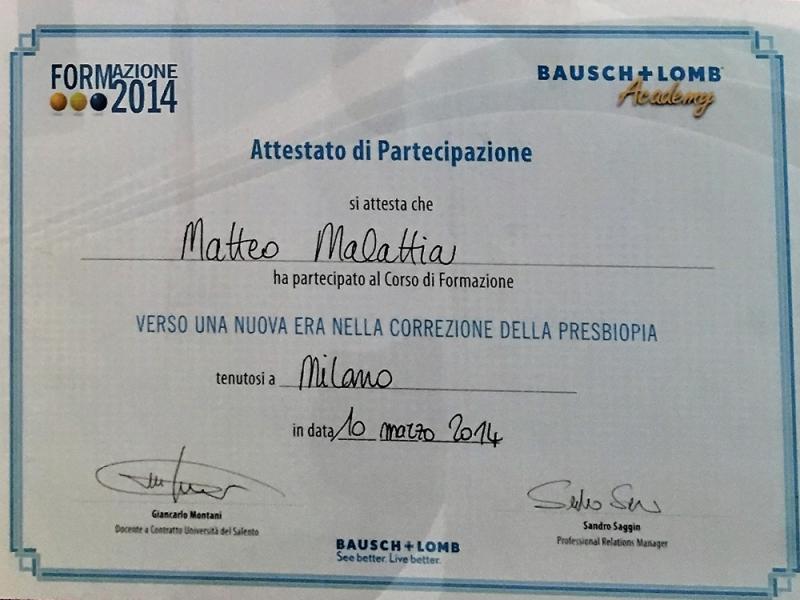 FORMAZIONE
2014
BAUSCH+LOMB
Academy
Attestato di Partecipazione
si attesta che
Matteo Malattia
ha partecipato al Corso di Formazione
VERSO UNA NUOVA ERA NELLA CORREZIONE DELLA PRESBIOPIA
tenutosi a Milano
in data 10 marzo 2014
Giancarlo Montani
Docente a Contratto Università del Salento
Sandro Saggin
Professional Relations Manager
BAUSCH+LOMB
See better. Live better.